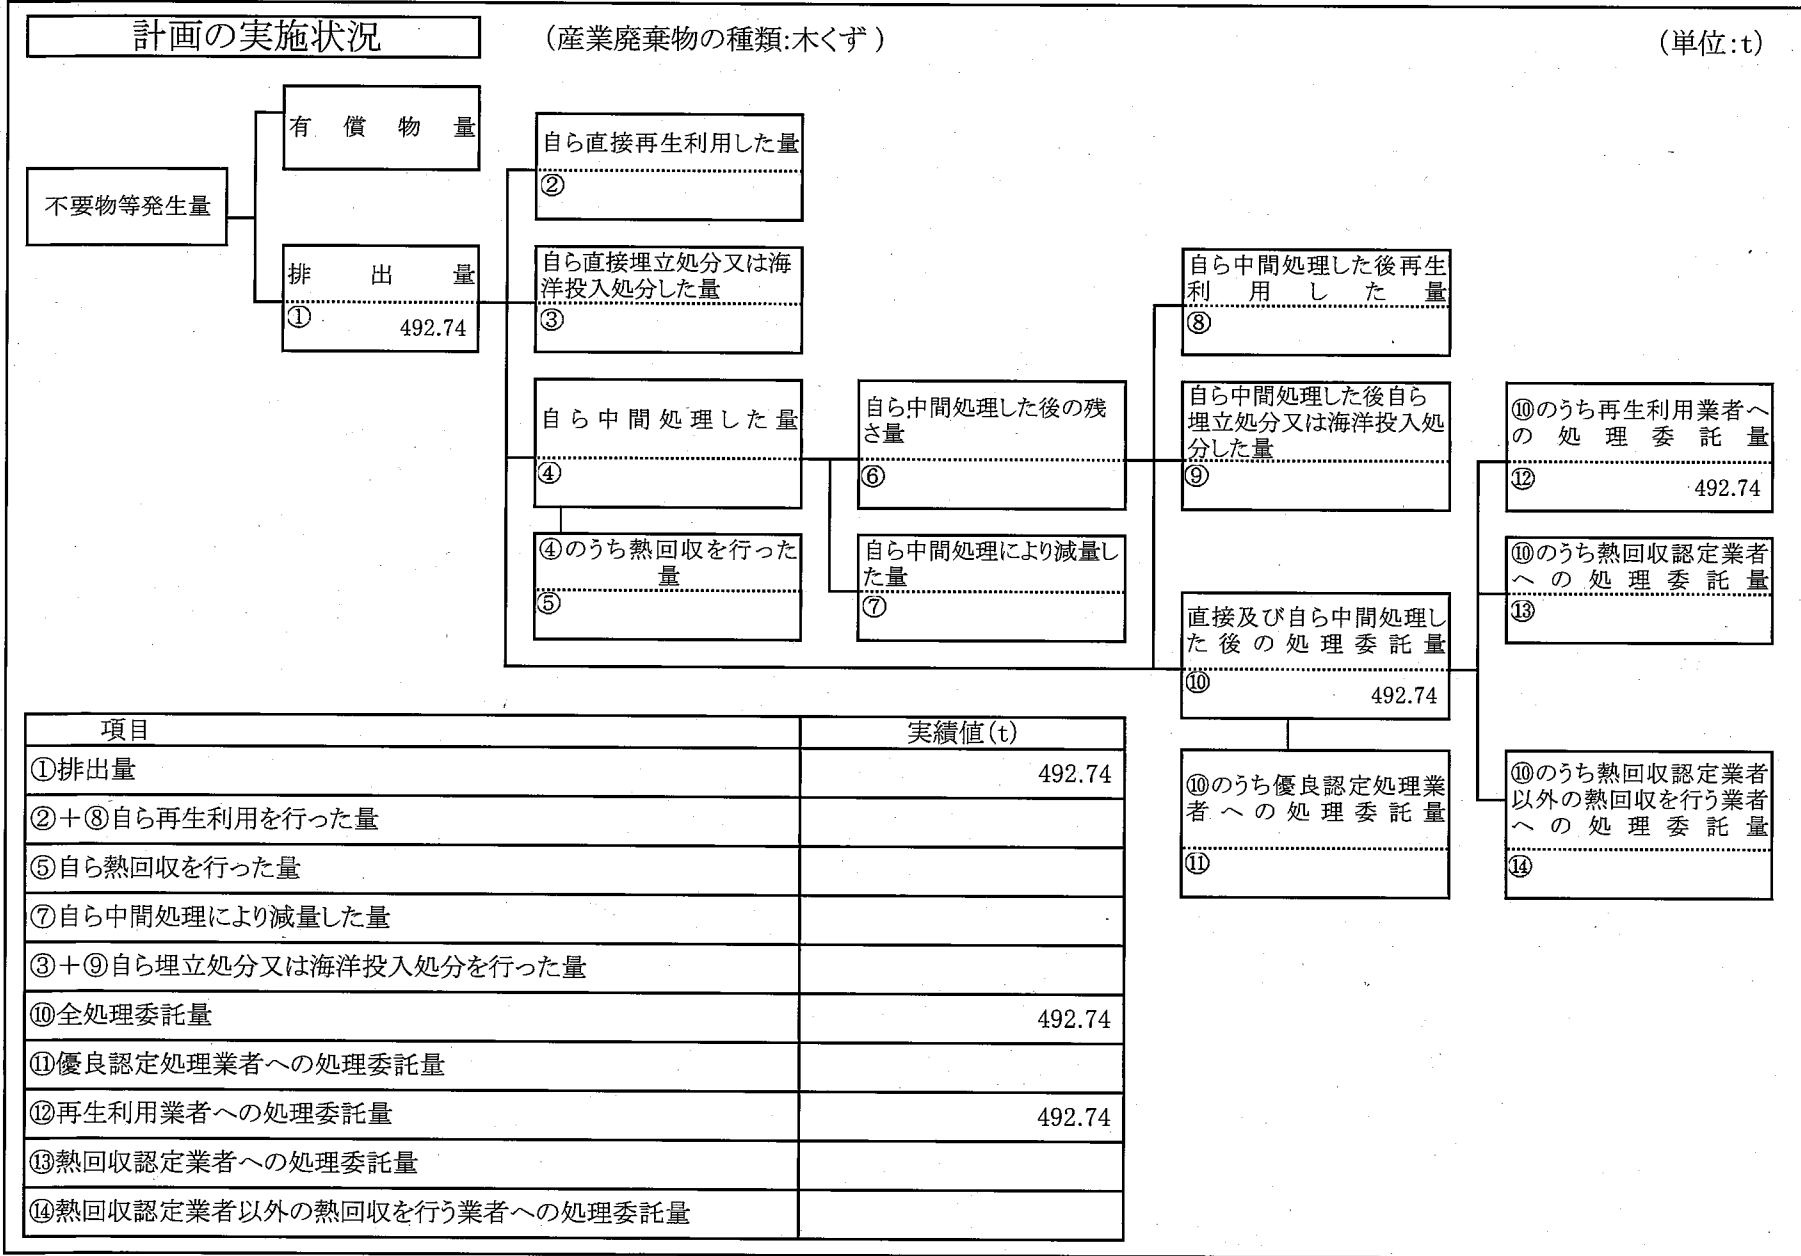 計画の実施状況
(産業廃棄物の種類:木くず)
(単位:t)
不要物等発生量
有償物量
排出量
①
492.74
自ら直接再生利用した量
②
自ら直接埋立処分又は海
洋投入処分した量
③
自ら中間処理した量
④
④のうち熱回収を行った
量
⑤
自ら中間処理した後の残
さ量
⑥
自ら中間処理により減量し
た量
⑦
自ら中間処理した後再生
利用した量
⑧
自ら中間処理した後自ら
埋立処分又は海洋投入処
分した量
⑨
直接及び自ら中間処理し
た後の処理委託量
⑩
492.74
⑩のうち優良認定処理業
者への処理委託量
⑪
⑩のうち再生利用業者へ
の処理委託量
⑫
492.74
⑩のうち熱回収認定業者
への処理委託量
⑬
⑩のうち熱回収認定業者
以外の熱回収を行う業者
への処理委託量
⑭
項目 実績値(t)
①排出量 492.74
②+⑧自ら再生利用を行った量
⑤自ら熱回収を行った量
⑦自ら中間処理により減量した量
③+⑨自ら埋立処分又は海洋投入処分を行った量
⑩全処理委託量 492.74
⑪優良認定処理業者への処理委託量
⑫再生利用業者への処理委託量 492.74
⑬熱回収認定業者への処理委託量
⑭熱回収認定業者以外の熱回収を行う業者への処理委託量